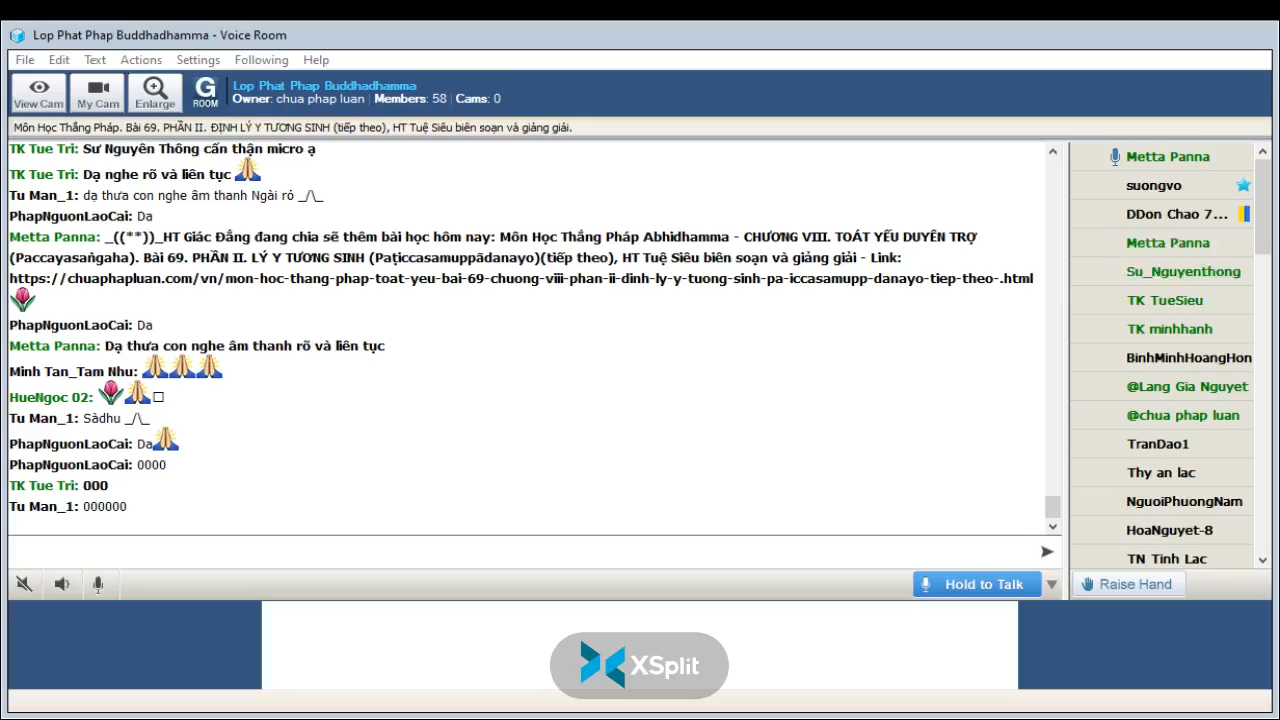 Lop Phat Phap Buddhadhamma - Voice Room
File Edit Text Actions Settings Following Help
View Cam My Cam Enlarge G ROOM
Lop Phat Phap Buddhadhamma
Owner: chua phap luan | Members: 58 | Cams: 0
Môn Học Thắng Pháp. Bài 69. PHẦN II. ĐỊNH LÝ Y TƯƠNG SINH (tiếp theo), HT Tuệ Siêu biên soạn và giảng giải.
TK Tue Tri: Sư Nguyên Thông cẩn thận micro ạ
TK Tue Tri: Dạ nghe rõ và liên tục
Tu Man_1: dạ thưa con nghe âm thanh Ngài rỏ _/\_
PhapNguonLaoCai: Da
Metta Panna: _((**))_HT Giác Đẳng đang chia sẽ thêm bài học hôm nay: Môn Học Thắng Pháp Abhidhamma - CHƯƠNG VIII. TOÁT YẾU DUYÊN TRỢ
(Paccayasaṅgaha). Bài 69. PHẦN II. LÝ Y TƯƠNG SINH (Paṭiccasamuppādanayo)(tiếp theo), HT Tuệ Siêu biên soạn và giảng giải - Link:
https://chuaphapluan.com/vn/mon-hoc-thang-phap-toat-yeu-bai-69-chuong-viii-phan-ii-dinh-ly-y-tuong-sinh-pa-iccasamupp-danayo-tiep-theo-.html
PhapNguonLaoCai: Da
Metta Panna: Dạ thưa con nghe âm thanh rõ và liên tục
Minh Tan_Tam Nhu:
HueNgoc 02:
Tu Man_1: Sàdhu _/\_
PhapNguonLaoCai: Da
PhapNguonLaoCai: 0000
TK Tue Tri: 000
Tu Man_1: 000000
Metta Panna
suongvo
DDon Chao 7...
Metta Panna
Su_Nguyenthong
TK TueSieu
TK minhhanh
BinhMinhHoangHon
@Lang Gia Nguyet
@chua phap luan
TranDao1
Thy an lac
NguoiPhuongNam
HoaNguyet-8
TN Tinh Lac
Hold to Talk
Raise Hand
XSplit